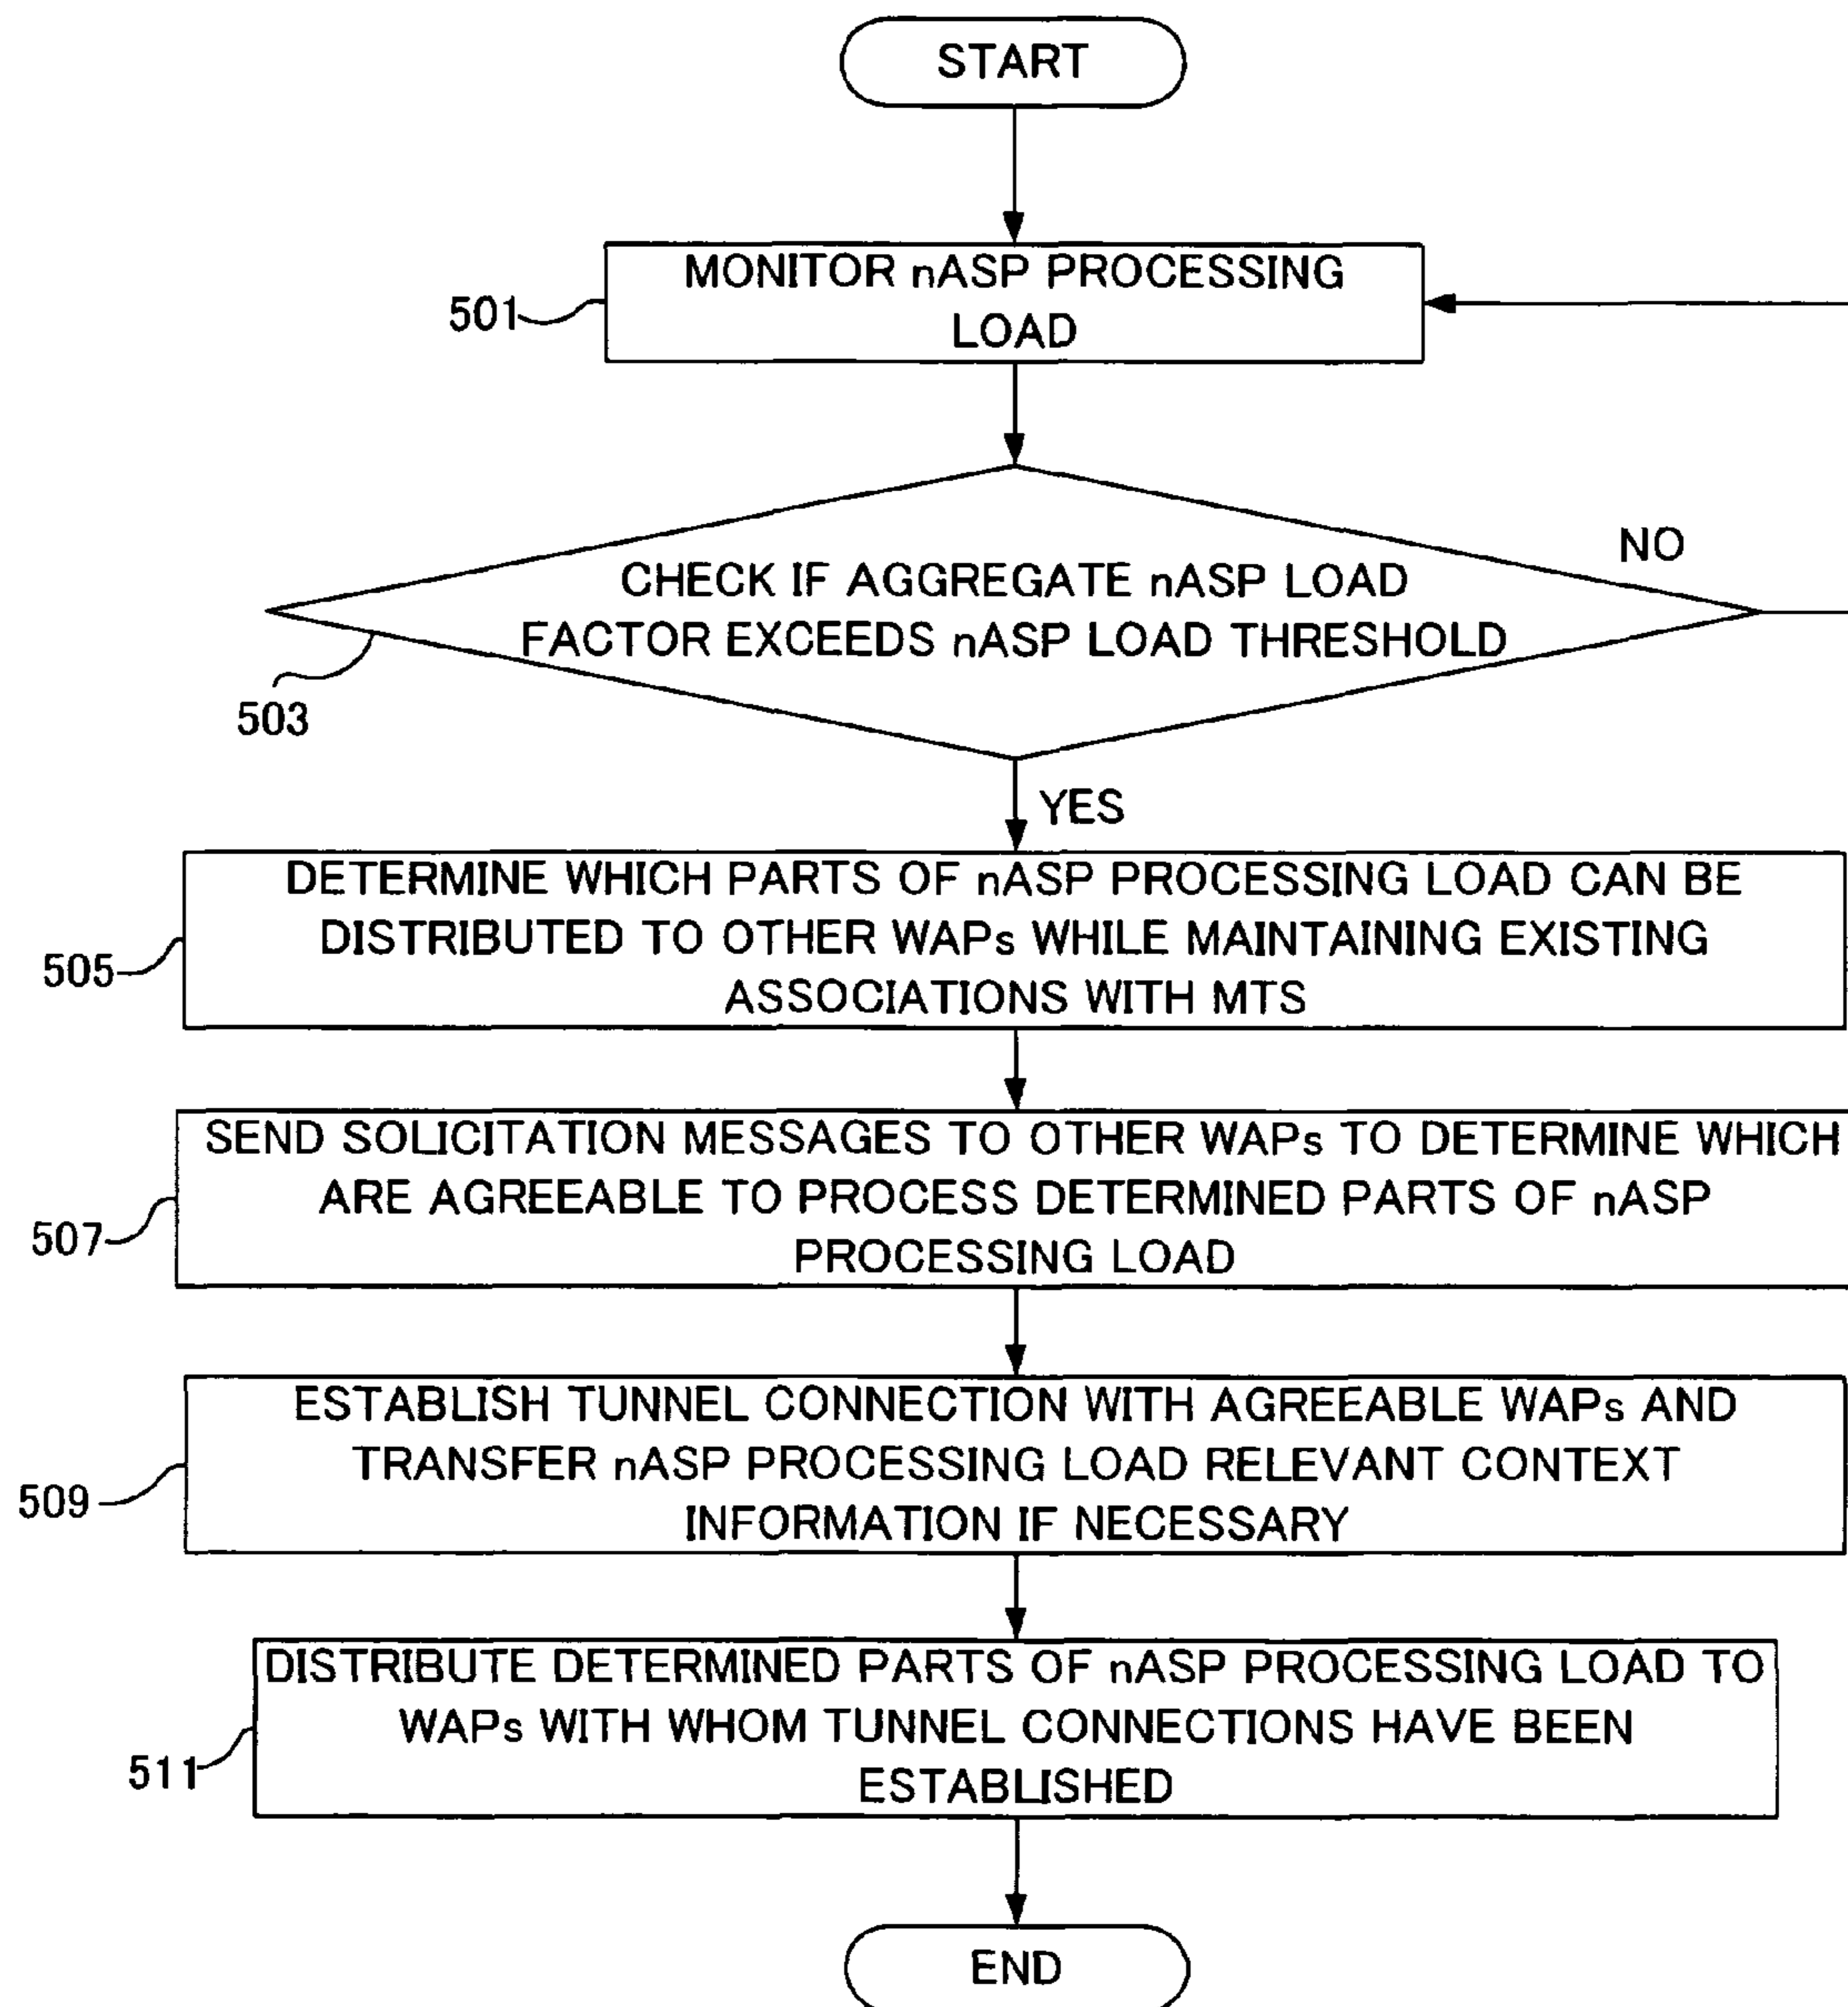 START
MONITOR nASP PROCESSING
LOAD
501
CHECK IF AGGREGATE nASP LOAD
FACTOR EXCEEDS nASP LOAD THRESHOLD
NO
503
YES
DETERMINE WHICH PARTS OF nASP PROCESSING LOAD CAN BE
DISTRIBUTED TO OTHER WAPs WHILE MAINTAINING EXISTING
ASSOCIATIONS WITH MTS
505
SEND SOLICITATION MESSAGES TO OTHER WAPs TO DETERMINE WHICH
ARE AGREEABLE TO PROCESS DETERMINED PARTS OF nASP
PROCESSING LOAD
507
ESTABLISH TUNNEL CONNECTION WITH AGREEABLE WAPs AND
TRANSFER nASP PROCESSING LOAD RELEVANT CONTEXT
INFORMATION IF NECESSARY
509
DISTRIBUTE DETERMINED PARTS OF nASP PROCESSING LOAD TO
WAPs WITH WHOM TUNNEL CONNECTIONS HAVE BEEN
ESTABLISHED
511
END